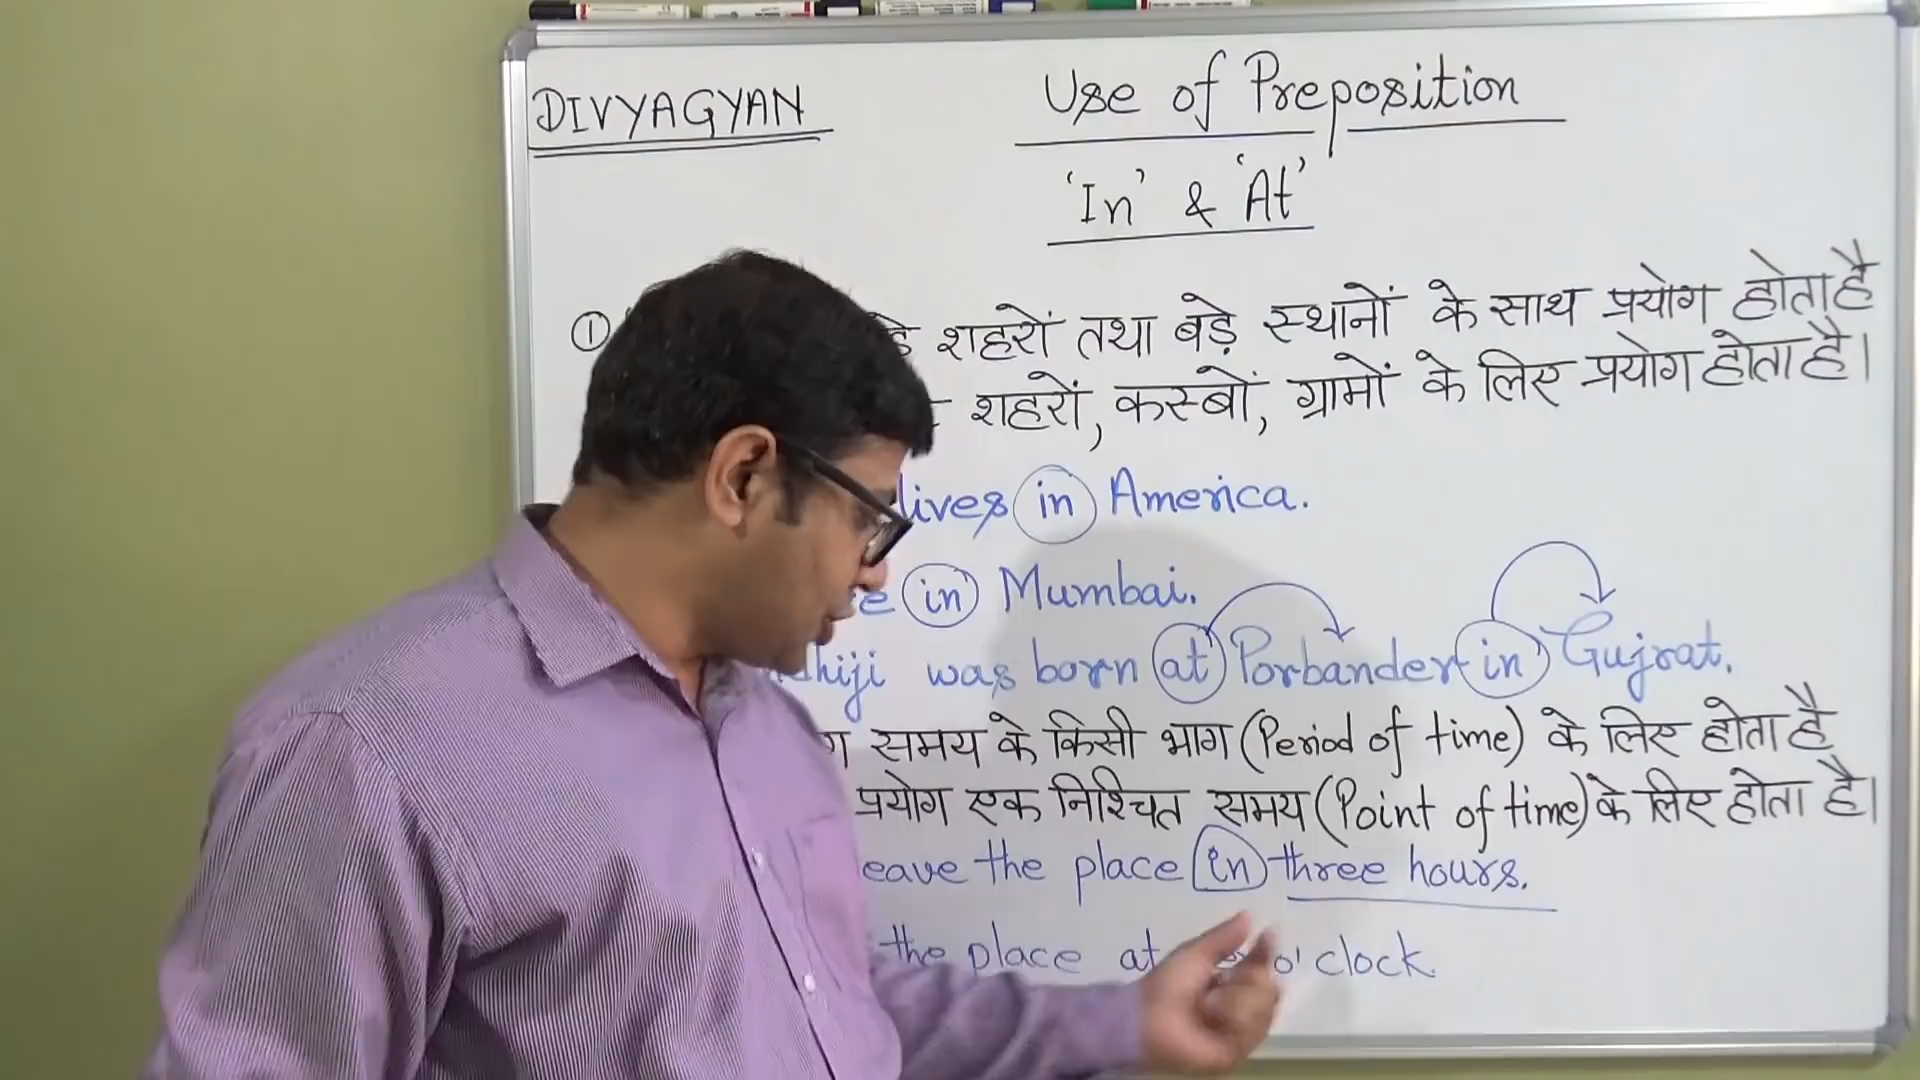 DIVYAGYAN
Use of Preposition
'In' & 'At'
① शहरों तथा बड़े स्थानों के साथ प्रयोग होता है
शहरों, कस्बों, ग्रामों के लिए प्रयोग होता है।
lives in America.
in Mumbai.
was born at Porbander in Gujrat.
समय के किसी भाग (Period of time) के लिए होता है
प्रयोग एक निश्चित समय (Point of time) के लिए होता है।
the place in three hours.
the place at o'clock.